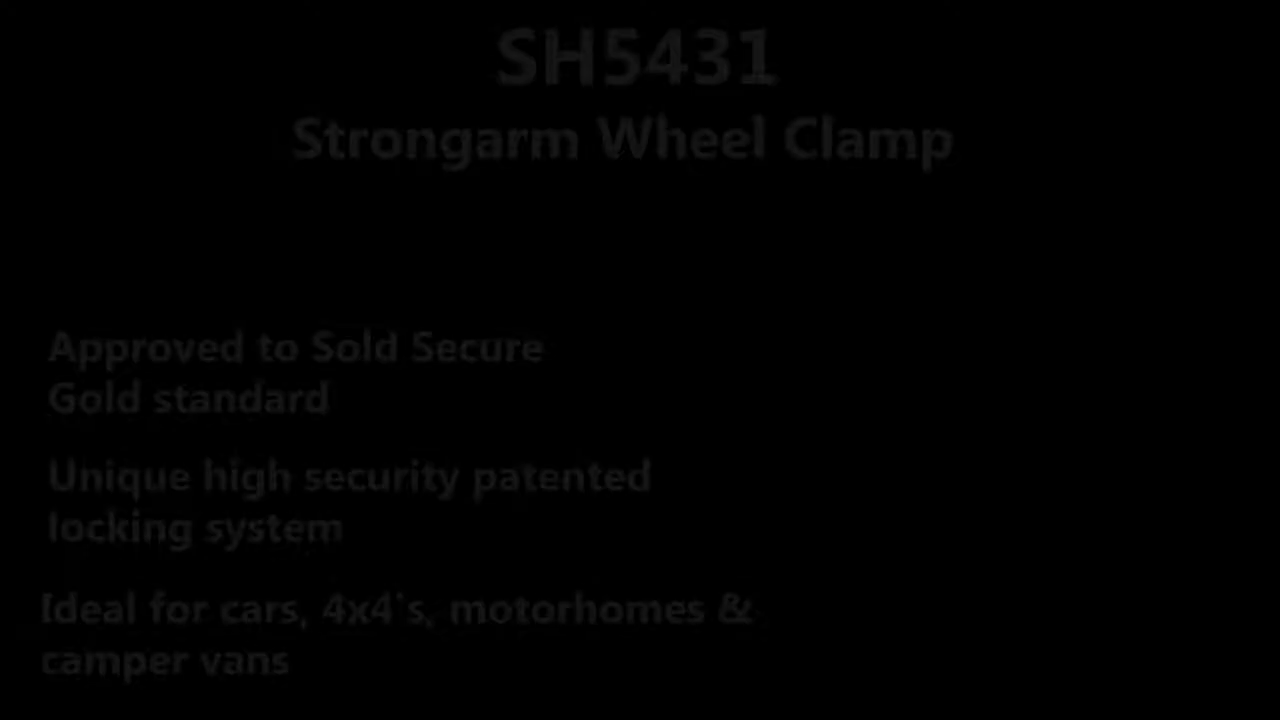 SH5431
Strongarm Wheel Clamp
Approved to Sold Secure
Gold standard
Unique high security patented
locking system
Ideal for cars, 4x4's, motorhomes &
camper vans